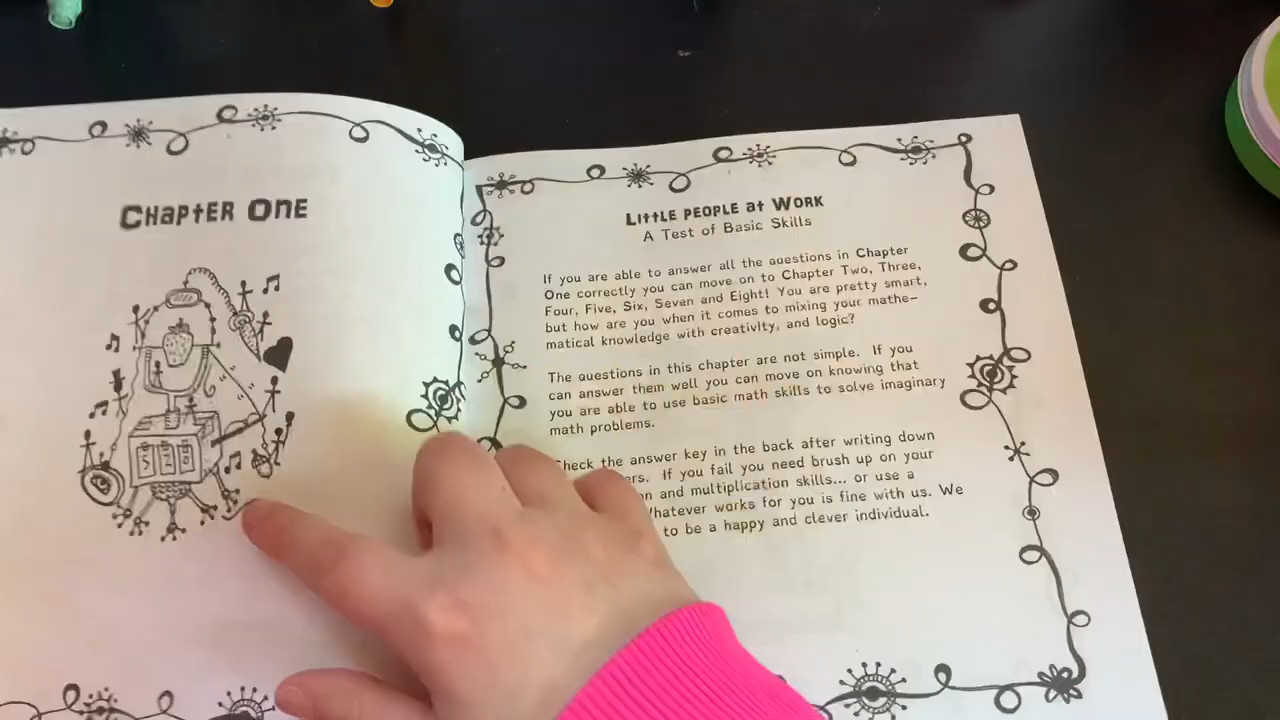 CHAPTER ONE
5 1 0
LITTLE PEOPLE at WORK
A Test of Basic Skills
If you are able to answer all the questions in Chapter
One correctly you can move on to Chapter Two, Three,
Four, Five, Six, Seven and Eight! You are pretty smart,
but how are you when it comes to mixing your mathe-
matical knowledge with creativity, and logic?
The questions in this chapter are not simple. If you
can answer them well you can move on knowing that
you are able to use basic math skills to solve imaginary
math problems.
Check the answer key in the back after writing down
If you fail you need brush up on your
and multiplication skills... or use a
Whatever works for you is fine with us. We
to be a happy and clever individual.